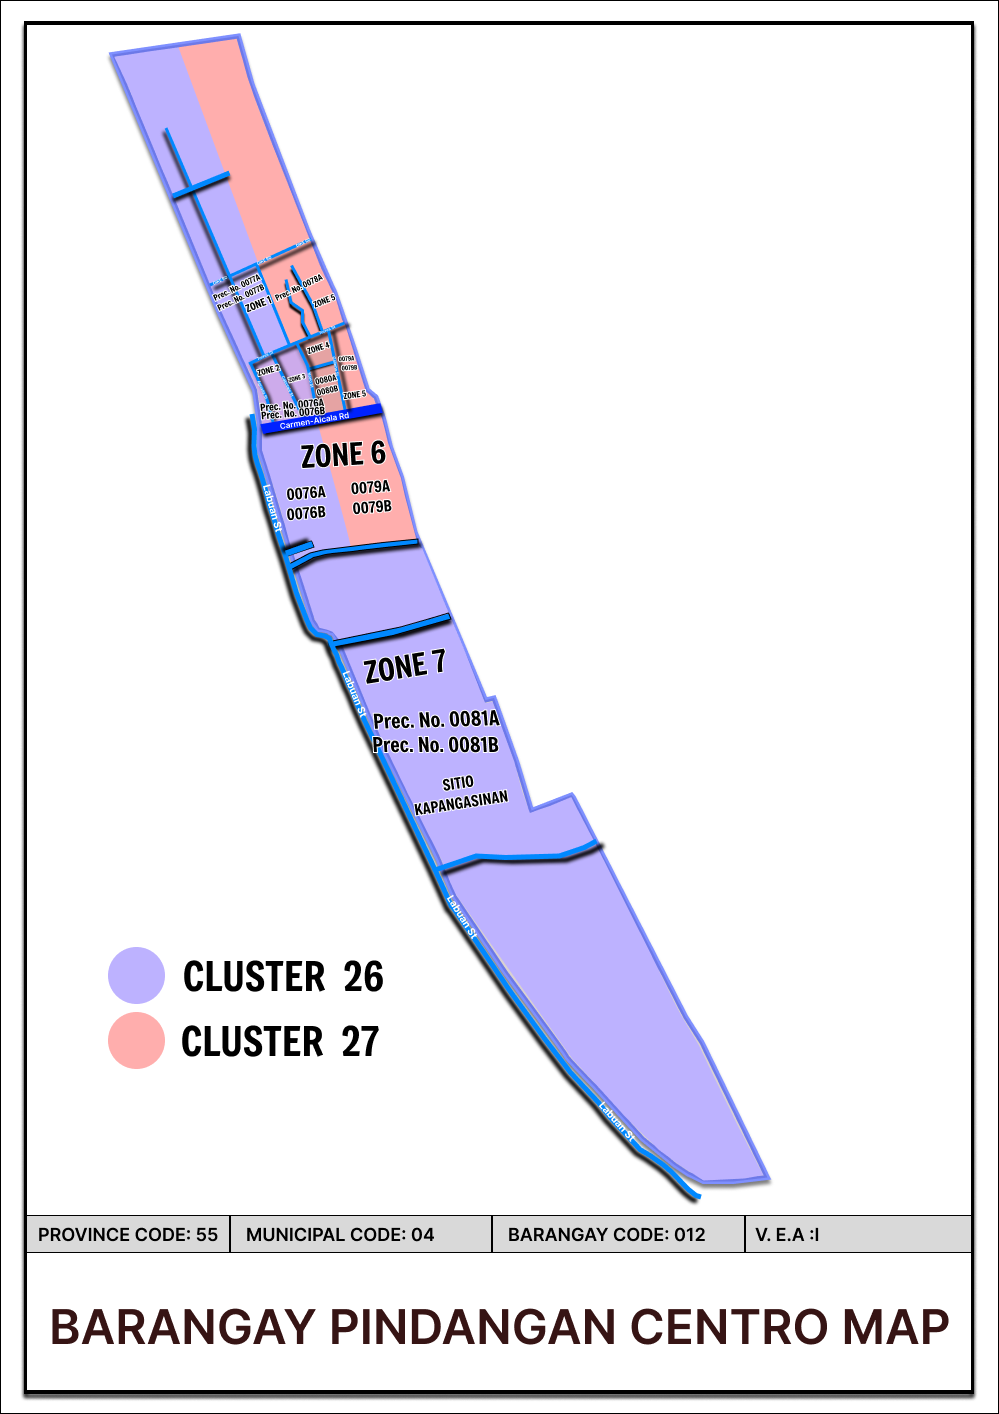 Prec. No. 0077A
Prec. No. 0077B
ZONE 1
Prec. No. 0078A
ZONE 5
ZONE 4
ZONE 2
ZONE 3
0079A
0079B
0080A
0080B
ZONE 5
Prec. No. 0076A
Prec. No. 0076B
Carmen-Alcala Rd
ZONE 6
0076A
0076B
0079A
0079B
Labuan St
ZONE 7
Labuan St
Prec. No. 0081A
Prec. No. 0081B
SITIO
KAPANGASINAN
Labuan St
CLUSTER 26
CLUSTER 27
Labuan St
PROVINCE CODE: 55
MUNICIPAL CODE: 04
BARANGAY CODE: 012
V. E.A :I
BARANGAY PINDANGAN CENTRO MAP